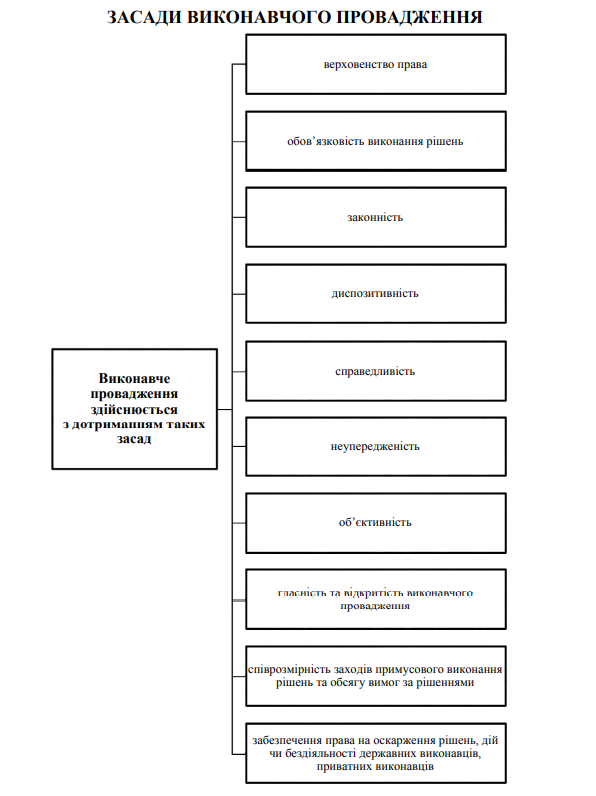 ЗАСАДИ ВИКОНАВЧОГО ПРОВАДЖЕННЯ
верховенство права
обов’язковість виконання рішень
законність
диспозитивність
справедливість
Виконавче
провадження
здійснюється
з дотриманням таких
засад
неупередженість
об’єктивність
гласність та відкритість виконавчого
провадження
співрозмірність заходів примусового виконання
рішень та обсягу вимог за рішеннями
забезпечення права на оскарження рішень, дій
чи бездіяльності державних виконавців,
приватних виконавців